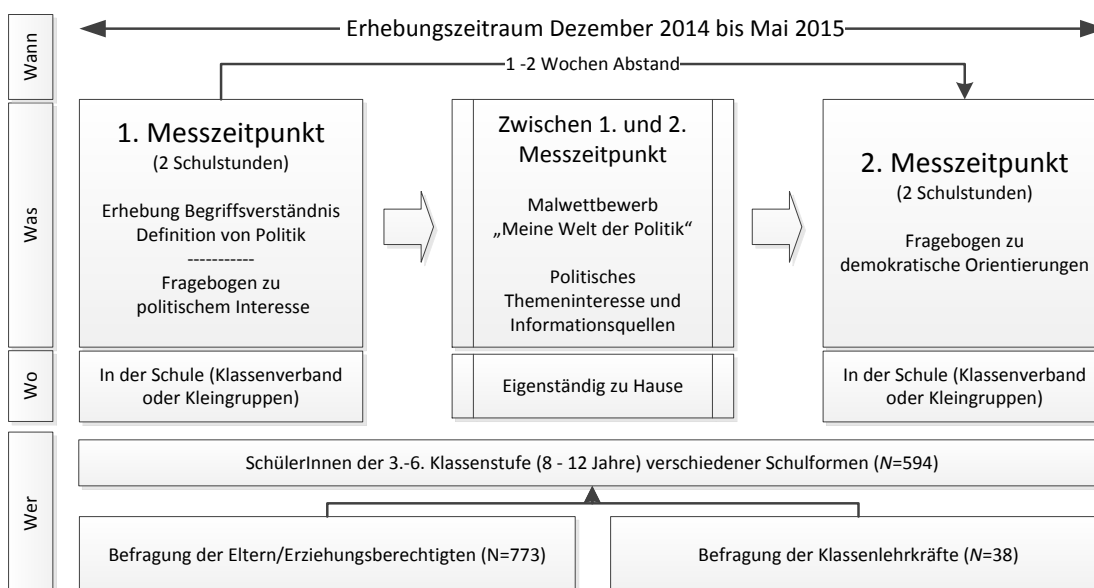 Wann
Erhebungszeitraum Dezember 2014 bis Mai 2015
1 -2 Wochen Abstand
Was
1. Messzeitpunkt
(2 Schulstunden)
Erhebung Begriffsverständnis
Definition von Politik
-----------
Fragebogen zu
politischem Interesse
Zwischen 1. und 2.
Messzeitpunkt
Malwettbewerb
„Meine Welt der Politik“
Politisches
Themeninteresse und
Informationsquellen
2. Messzeitpunkt
(2 Schulstunden)
Fragebogen zu
demokratische Orientierungen
Wo
In der Schule (Klassenverband
oder Kleingruppen)
Eigenständig zu Hause
In der Schule (Klassenverband
oder Kleingruppen)
Wer
SchülerInnen der 3.-6. Klassenstufe (8 - 12 Jahre) verschiedener Schulformen (N=594)
Befragung der Eltern/Erziehungsberechtigten (N=773)
Befragung der Klassenlehrkräfte (N=38)